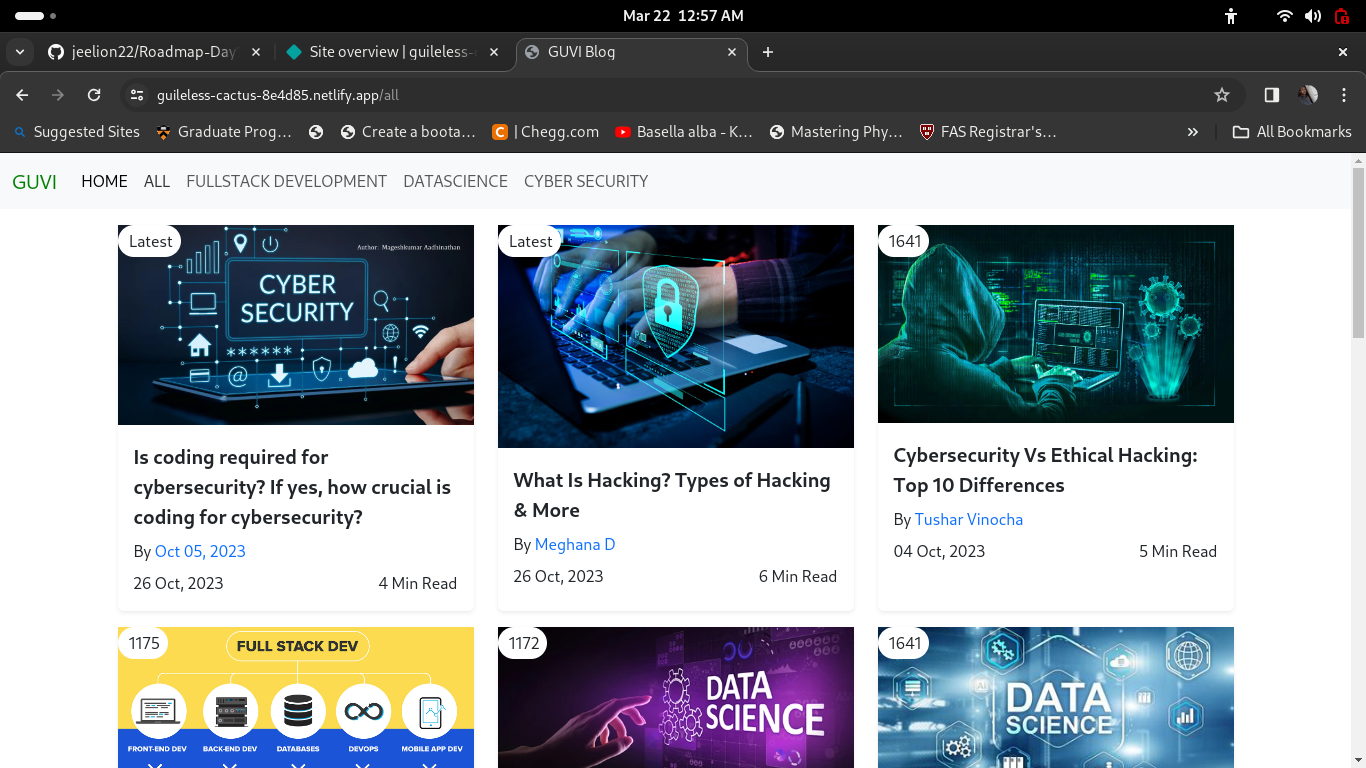 Mar 22 12:57 AM
jeelion22/Roadmap-Day
Site overview | guileless-
GUVI Blog
guileless-cactus-8e4d85.netlify.app/all
Suggested Sites
Graduate Prog...
Create a boota...
| Chegg.com
Basella alba - K...
Mastering Phy...
FAS Registrar's...
»
All Bookmarks
GUVI HOME ALL FULLSTACK DEVELOPMENT DATASCIENCE CYBER SECURITY
Latest
Author: Mageshkumar Aadhinathan
CYBER
SECURITY
******
@
Is coding required for
cybersecurity? If yes, how crucial is
coding for cybersecurity?
By Oct 05, 2023
26 Oct, 2023 4 Min Read
Latest
What Is Hacking? Types of Hacking
& More
By Meghana D
26 Oct, 2023 6 Min Read
1641
Cybersecurity Vs Ethical Hacking:
Top 10 Differences
By Tushar Vinocha
04 Oct, 2023 5 Min Read
1175
FULL STACK DEV
FRONT-END DEV BACK-END DEV DATABASES DEVOPS MOBILE APP DEV
1172
DATA
SCIENCE
1641
AI
DATA
SCIENCE